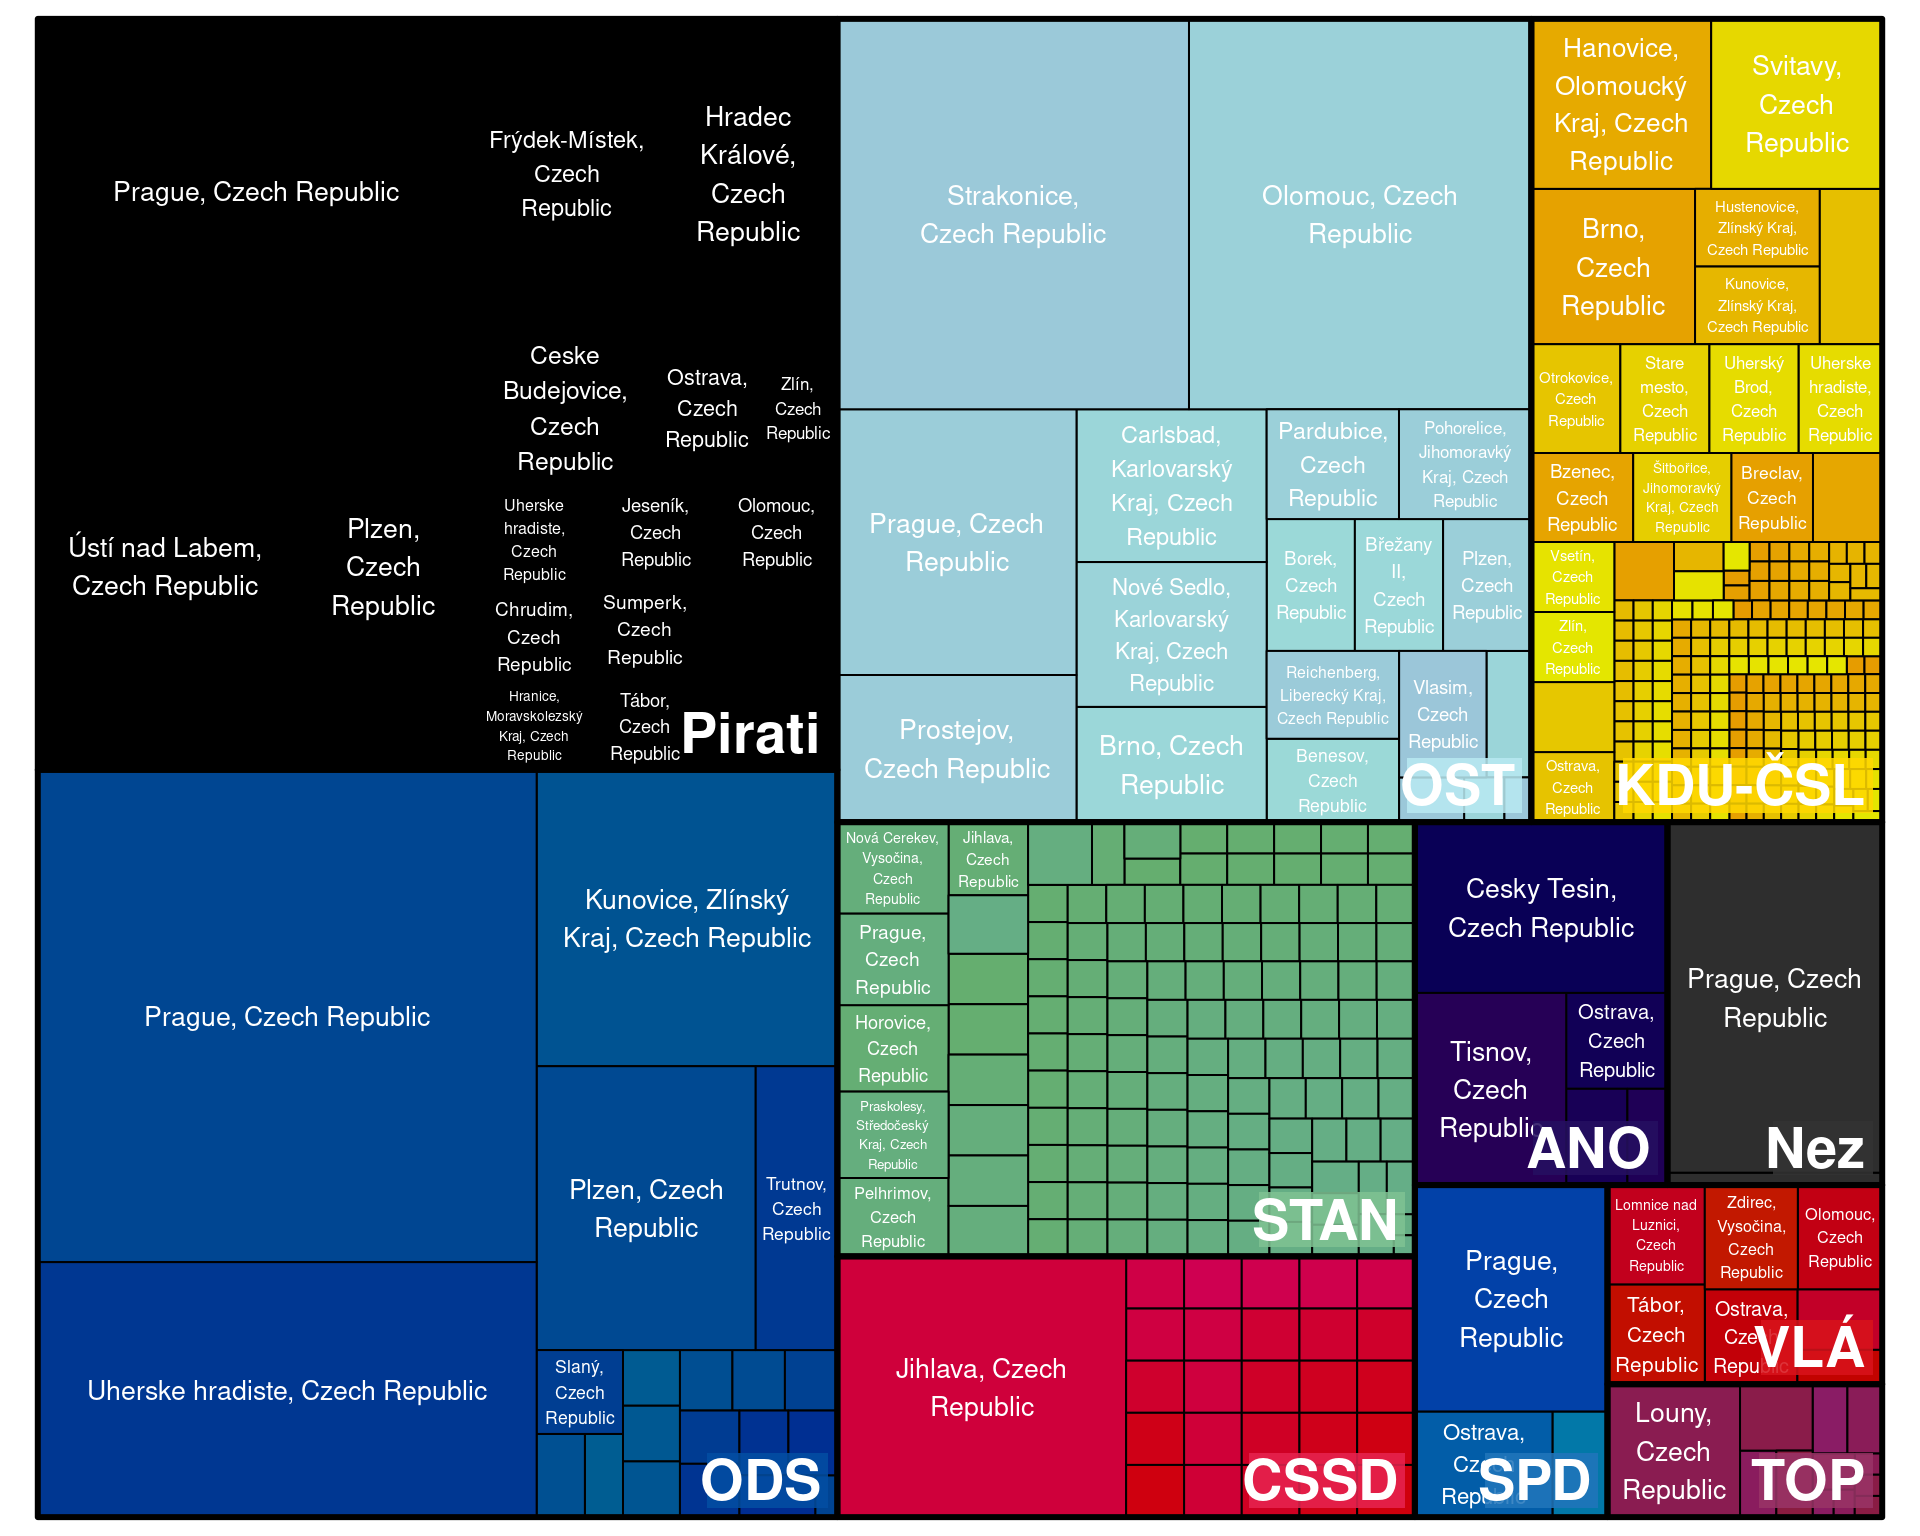 Prague, Czech Republic
Frýdek-Místek,
Czech
Republic
Hradec
Králové,
Czech
Republic
Ceske
Budejovice,
Czech
Republic
Ostrava,
Czech
Republic
Zlín,
Czech
Republic
Ústí nad Labem,
Czech Republic
Plzen,
Czech
Republic
Uherske
hradiste,
Czech
Republic
Jeseník,
Czech
Republic
Olomouc,
Czech
Republic
Chrudim,
Czech
Republic
Sumperk,
Czech
Republic
Hranice,
Moravskolezský
Kraj, Czech
Republic
Tábor,
Czech
Republic
Pirati
Prague, Czech Republic
Kunovice, Zlínský
Kraj, Czech Republic
Plzen, Czech
Republic
Trutnov,
Czech
Republic
Uherske hradiste, Czech Republic
Slaný,
Czech
Republic
ODS
Strakonice,
Czech Republic
Olomouc, Czech
Republic
Prague, Czech
Republic
Carlsbad,
Karlovarský
Kraj, Czech
Republic
Pardubice,
Czech
Republic
Pohorelice,
Jihomoravký
Kraj, Czech
Republic
Nové Sedlo,
Karlovarský
Kraj, Czech
Republic
Borek,
Czech
Republic
Břežany
II,
Czech
Republic
Plzen,
Czech
Republic
Prostejov,
Czech Republic
Brno, Czech
Republic
Reichenberg,
Liberecký Kraj,
Czech Republic
Vlasim,
Czech
Republic
Benesov,
Czech
Republic
OST
Hanovice,
Olomoucký
Kraj, Czech
Republic
Svitavy,
Czech
Republic
Brno,
Czech
Republic
Hustenovice,
Zlínský Kraj,
Czech Republic
Kunovice,
Zlínský Kraj,
Czech Republic
Otrokovice,
Czech
Republic
Stare
mesto,
Czech
Republic
Uherský
Brod,
Czech
Republic
Uherske
hradiste,
Czech
Republic
Bzenec,
Czech
Republic
Šitbořice,
Jihomoravký
Kraj, Czech
Republic
Breclav,
Czech
Republic
Vsetín,
Czech
Republic
Zlín,
Czech
Republic
Ostrava,
Czech
Republic
KDU-ČSL
Nová Cerekev,
Vysočina,
Czech
Republic
Jihlava,
Czech
Republic
Prague,
Czech
Republic
Horovice,
Czech
Republic
Praskolesy,
Středočeský
Kraj, Czech
Republic
Pelhrimov,
Czech
Republic
STAN
Jihlava, Czech
Republic
CSSD
Cesky Tesin,
Czech Republic
Tisnov,
Czech
Republic
Ostrava,
Czech
Republic
ANO
Prague, Czech
Republic
Nez
Prague,
Czech
Republic
Ostrava,
Czech
Republic
SPD
Lomnice nad
Luznici,
Czech
Republic
Zdirec,
Vysočina,
Czech
Republic
Olomouc,
Czech
Republic
Tábor,
Czech
Republic
Ostrava,
Czech
Republic
VLÁ
Louny,
Czech
Republic
TOP